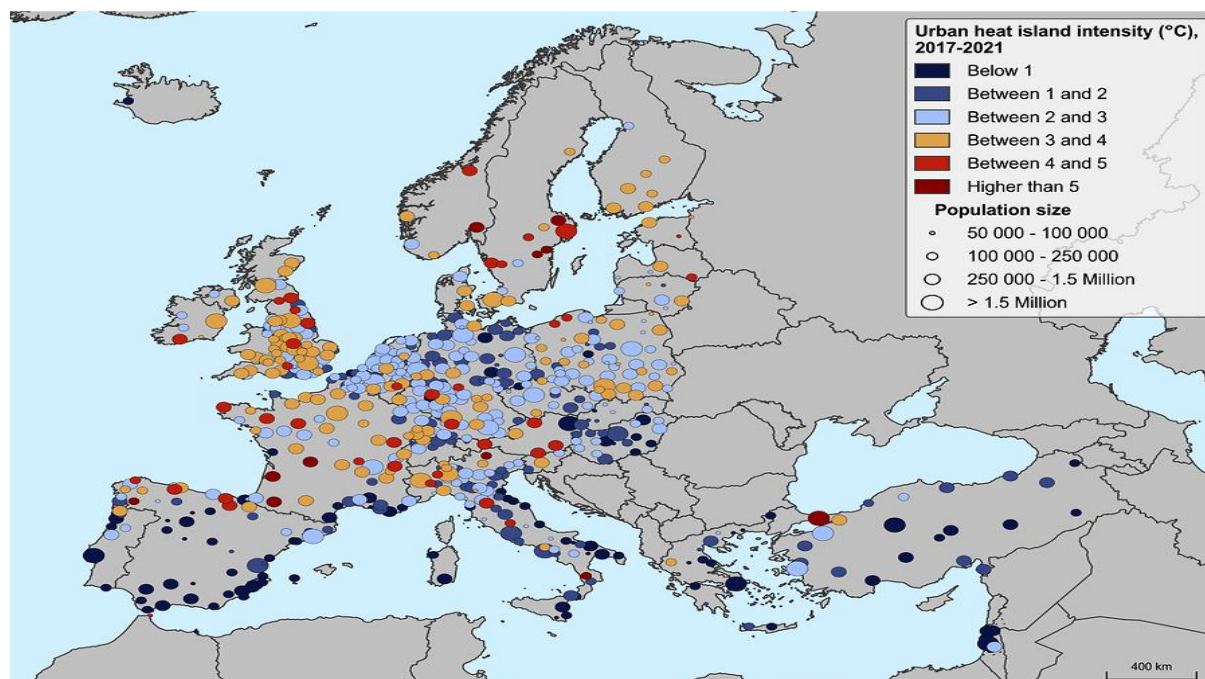 Urban heat island intensity (°C),
2017-2021
Below 1
Between 1 and 2
Between 2 and 3
Between 3 and 4
Between 4 and 5
Higher than 5
Population size
50 000 - 100 000
100 000 - 250 000
250 000 - 1.5 Million
> 1.5 Million
400 km